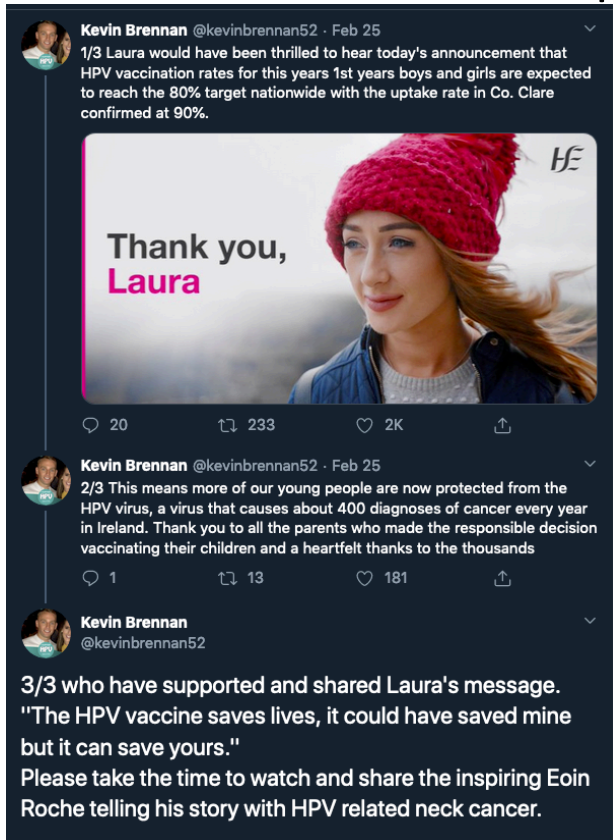 Kevin Brennan @kevinbrennan52 · Feb 25
1/3 Laura would have been thrilled to hear today's announcement that
HPV vaccination rates for this years 1st years boys and girls are expected
to reach the 80% target nationwide with the uptake rate in Co. Clare
confirmed at 90%.
HSE
Thank you,
Laura
20 233 2K
Kevin Brennan @kevinbrennan52 · Feb 25
2/3 This means more of our young people are now protected from the
HPV virus, a virus that causes about 400 diagnoses of cancer every year
in Ireland. Thank you to all the parents who made the responsible decision
vaccinating their children and a heartfelt thanks to the thousands
1 13 181
Kevin Brennan
@kevinbrennan52
3/3 who have supported and shared Laura's message.
"The HPV vaccine saves lives, it could have saved mine
but it can save yours."
Please take the time to watch and share the inspiring Eoin
Roche telling his story with HPV related neck cancer.